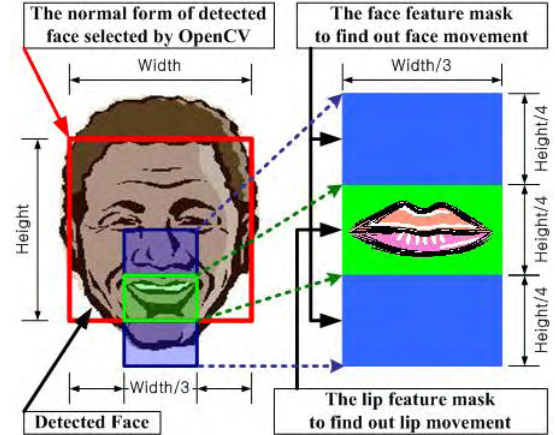 The normal form of detected
face selected by OpenCV
The face feature mask
to find out face movement
Width
Width/3
Height
Height/4
Height/4
Height/4
Width/3
Detected Face
The lip feature mask
to find out lip movement